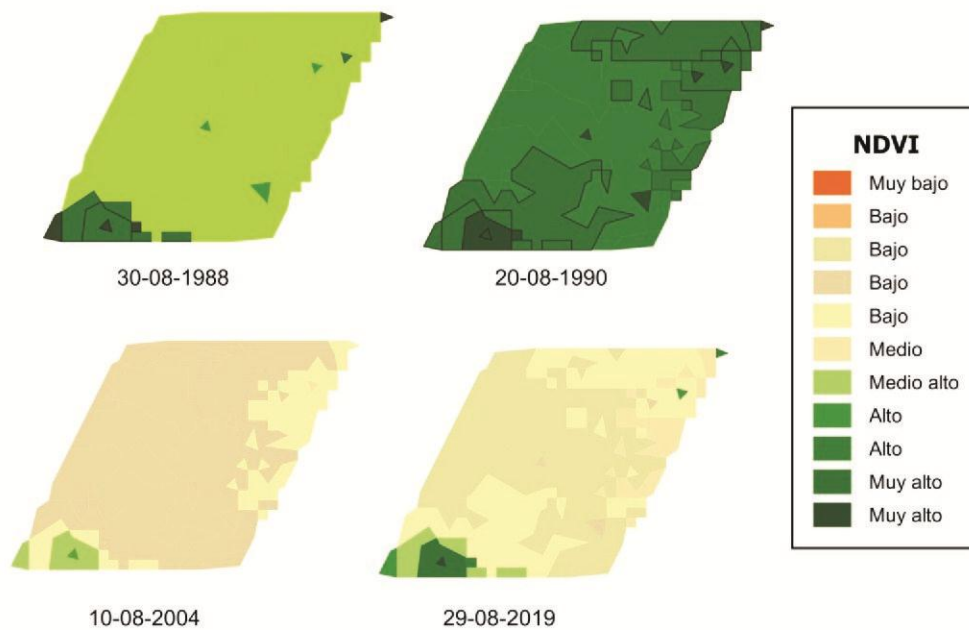 30-08-1988
20-08-1990
10-08-2004
29-08-2019
NDVI
Muy bajo
Bajo
Bajo
Bajo
Bajo
Medio
Medio alto
Alto
Alto
Muy alto
Muy alto